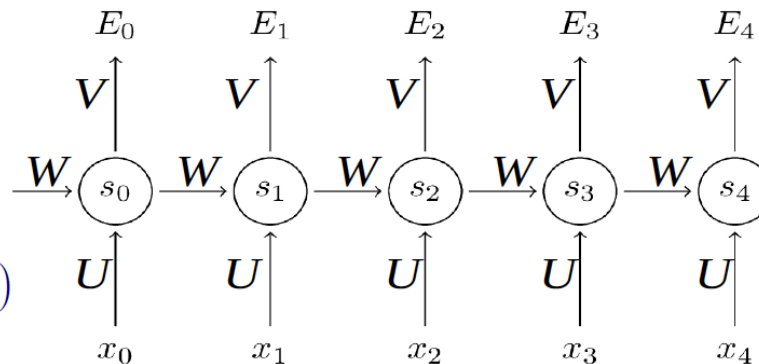 E₀ E₁ E₂ E₃ E₄
V V V V V
W W W W W
s₀ s₁ s₂ s₃ s₄
) U U U U U
x₀ x₁ x₂ x₃ x₄